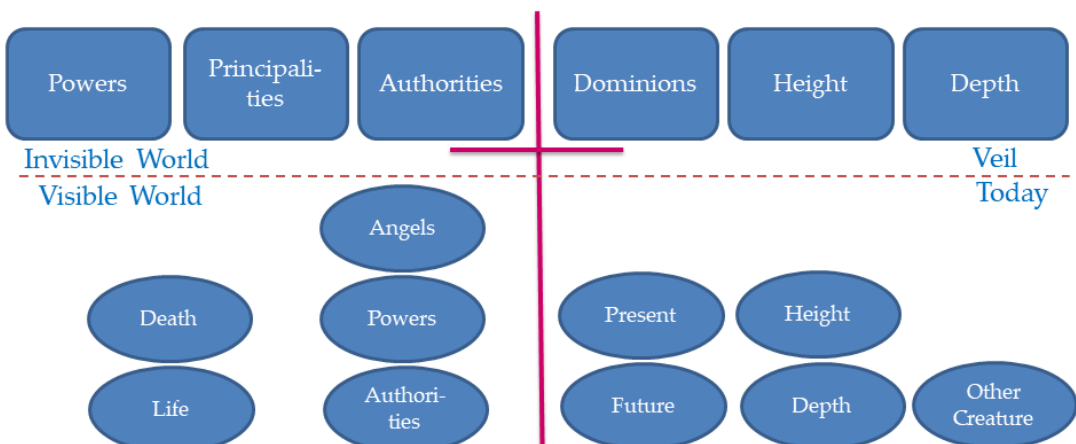 Powers
Principali-
ties
Authorities
Dominions
Height
Depth
Invisible World
Veil
Visible World
Today
Angels
Death
Powers
Present
Height
Life
Authori-
ties
Future
Depth
Other
Creature